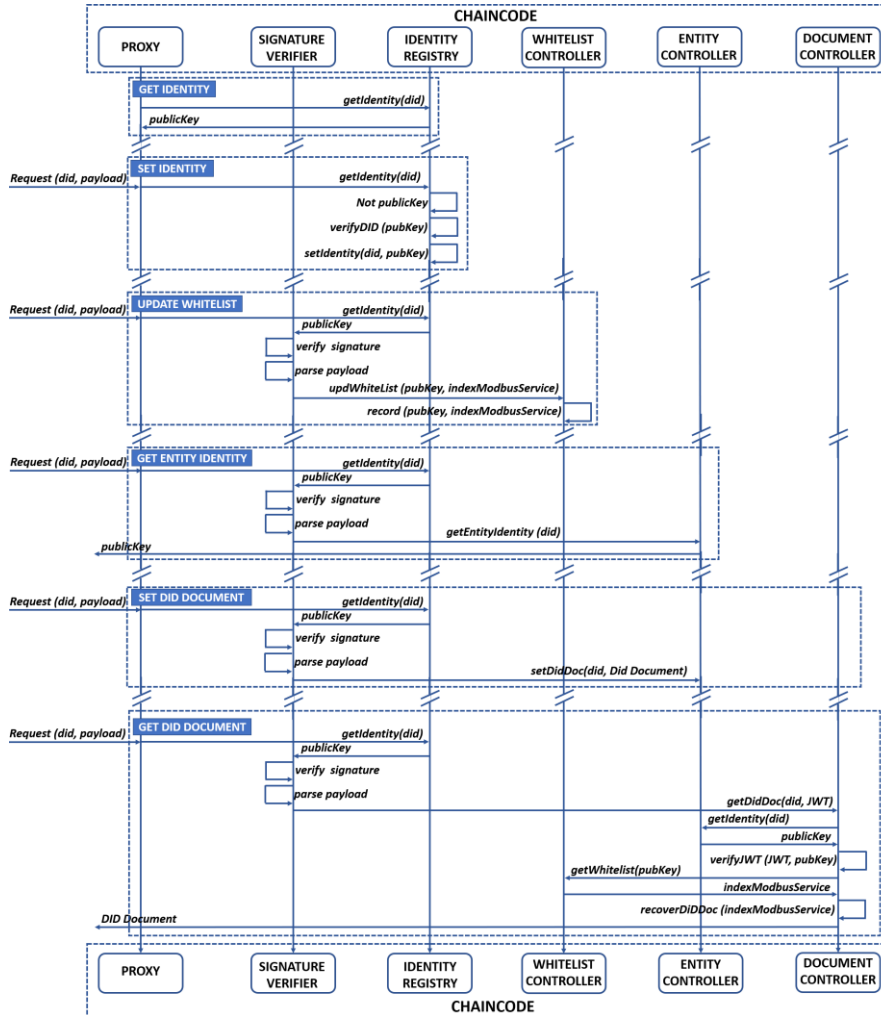 CHAINCODE
PROXY
SIGNATURE
VERIFIER
IDENTITY
REGISTRY
WHITELIST
CONTROLLER
ENTITY
CONTROLLER
DOCUMENT
CONTROLLER
GET IDENTITY
getIdentity(did)
publicKey
SET IDENTITY
Request (did, payload)
getIdentity(did)
Not publicKey
verifyDID (pubKey)
setIdentity(did, pubKey)
UPDATE WHITELIST
Request (did, payload)
getIdentity(did)
publicKey
verify signature
parse payload
updWhiteList (pubKey, indexModbusService)
record (pubKey, indexModbusService)
GET ENTITY IDENTITY
Request (did, payload)
getIdentity(did)
publicKey
verify signature
parse payload
getEntityIdentity (did)
publicKey
SET DID DOCUMENT
Request (did, payload)
getIdentity(did)
publicKey
verify signature
parse payload
setDidDoc(did, Did Document)
GET DID DOCUMENT
Request (did, payload)
getIdentity(did)
publicKey
verify signature
parse payload
getDidDoc(did, JWT)
getIdentity(did)
publicKey
verifyJWT (JWT, pubKey)
getWhitelist(pubKey)
indexModbusService
recoverDiDDoc (indexModbusService)
DID Document
PROXY
SIGNATURE
VERIFIER
IDENTITY
REGISTRY
WHITELIST
CONTROLLER
ENTITY
CONTROLLER
DOCUMENT
CONTROLLER
CHAINCODE